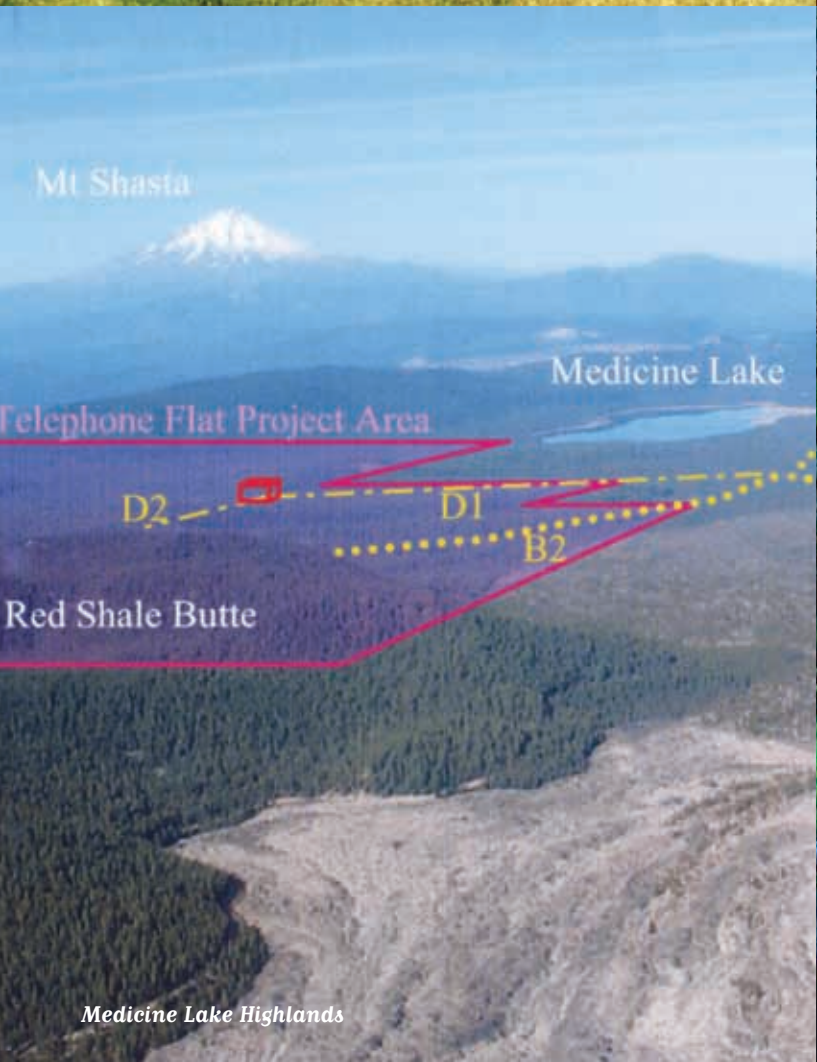 Mt Shasta
Medicine Lake
Telephone Flat Project Area
D2
D1
B2
Red Shale Butte
Medicine Lake Highlands